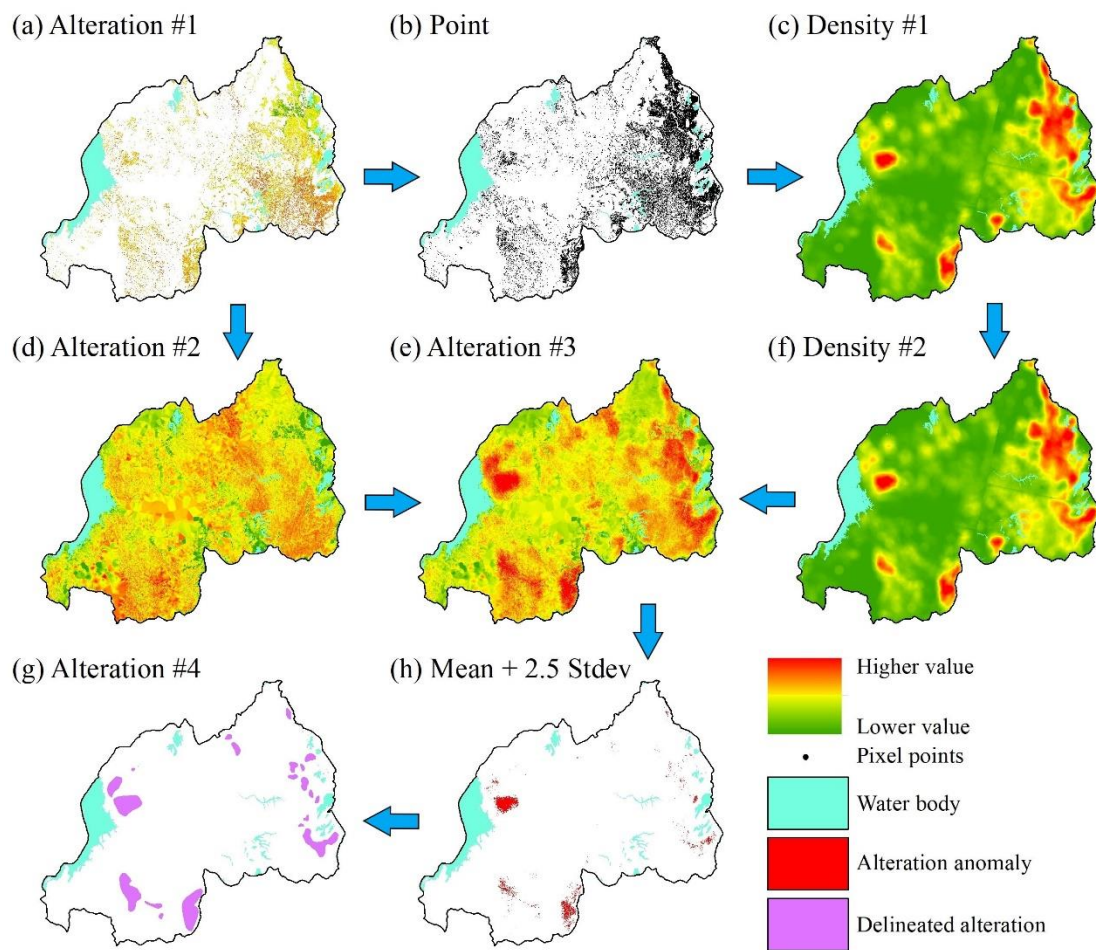 (a) Alteration #1
(b) Point
(c) Density #1
(d) Alteration #2
(e) Alteration #3
(f) Density #2
(g) Alteration #4
(h) Mean + 2.5 Stdev
Higher value
Lower value
Pixel points
Water body
Alteration anomaly
Delineated alteration